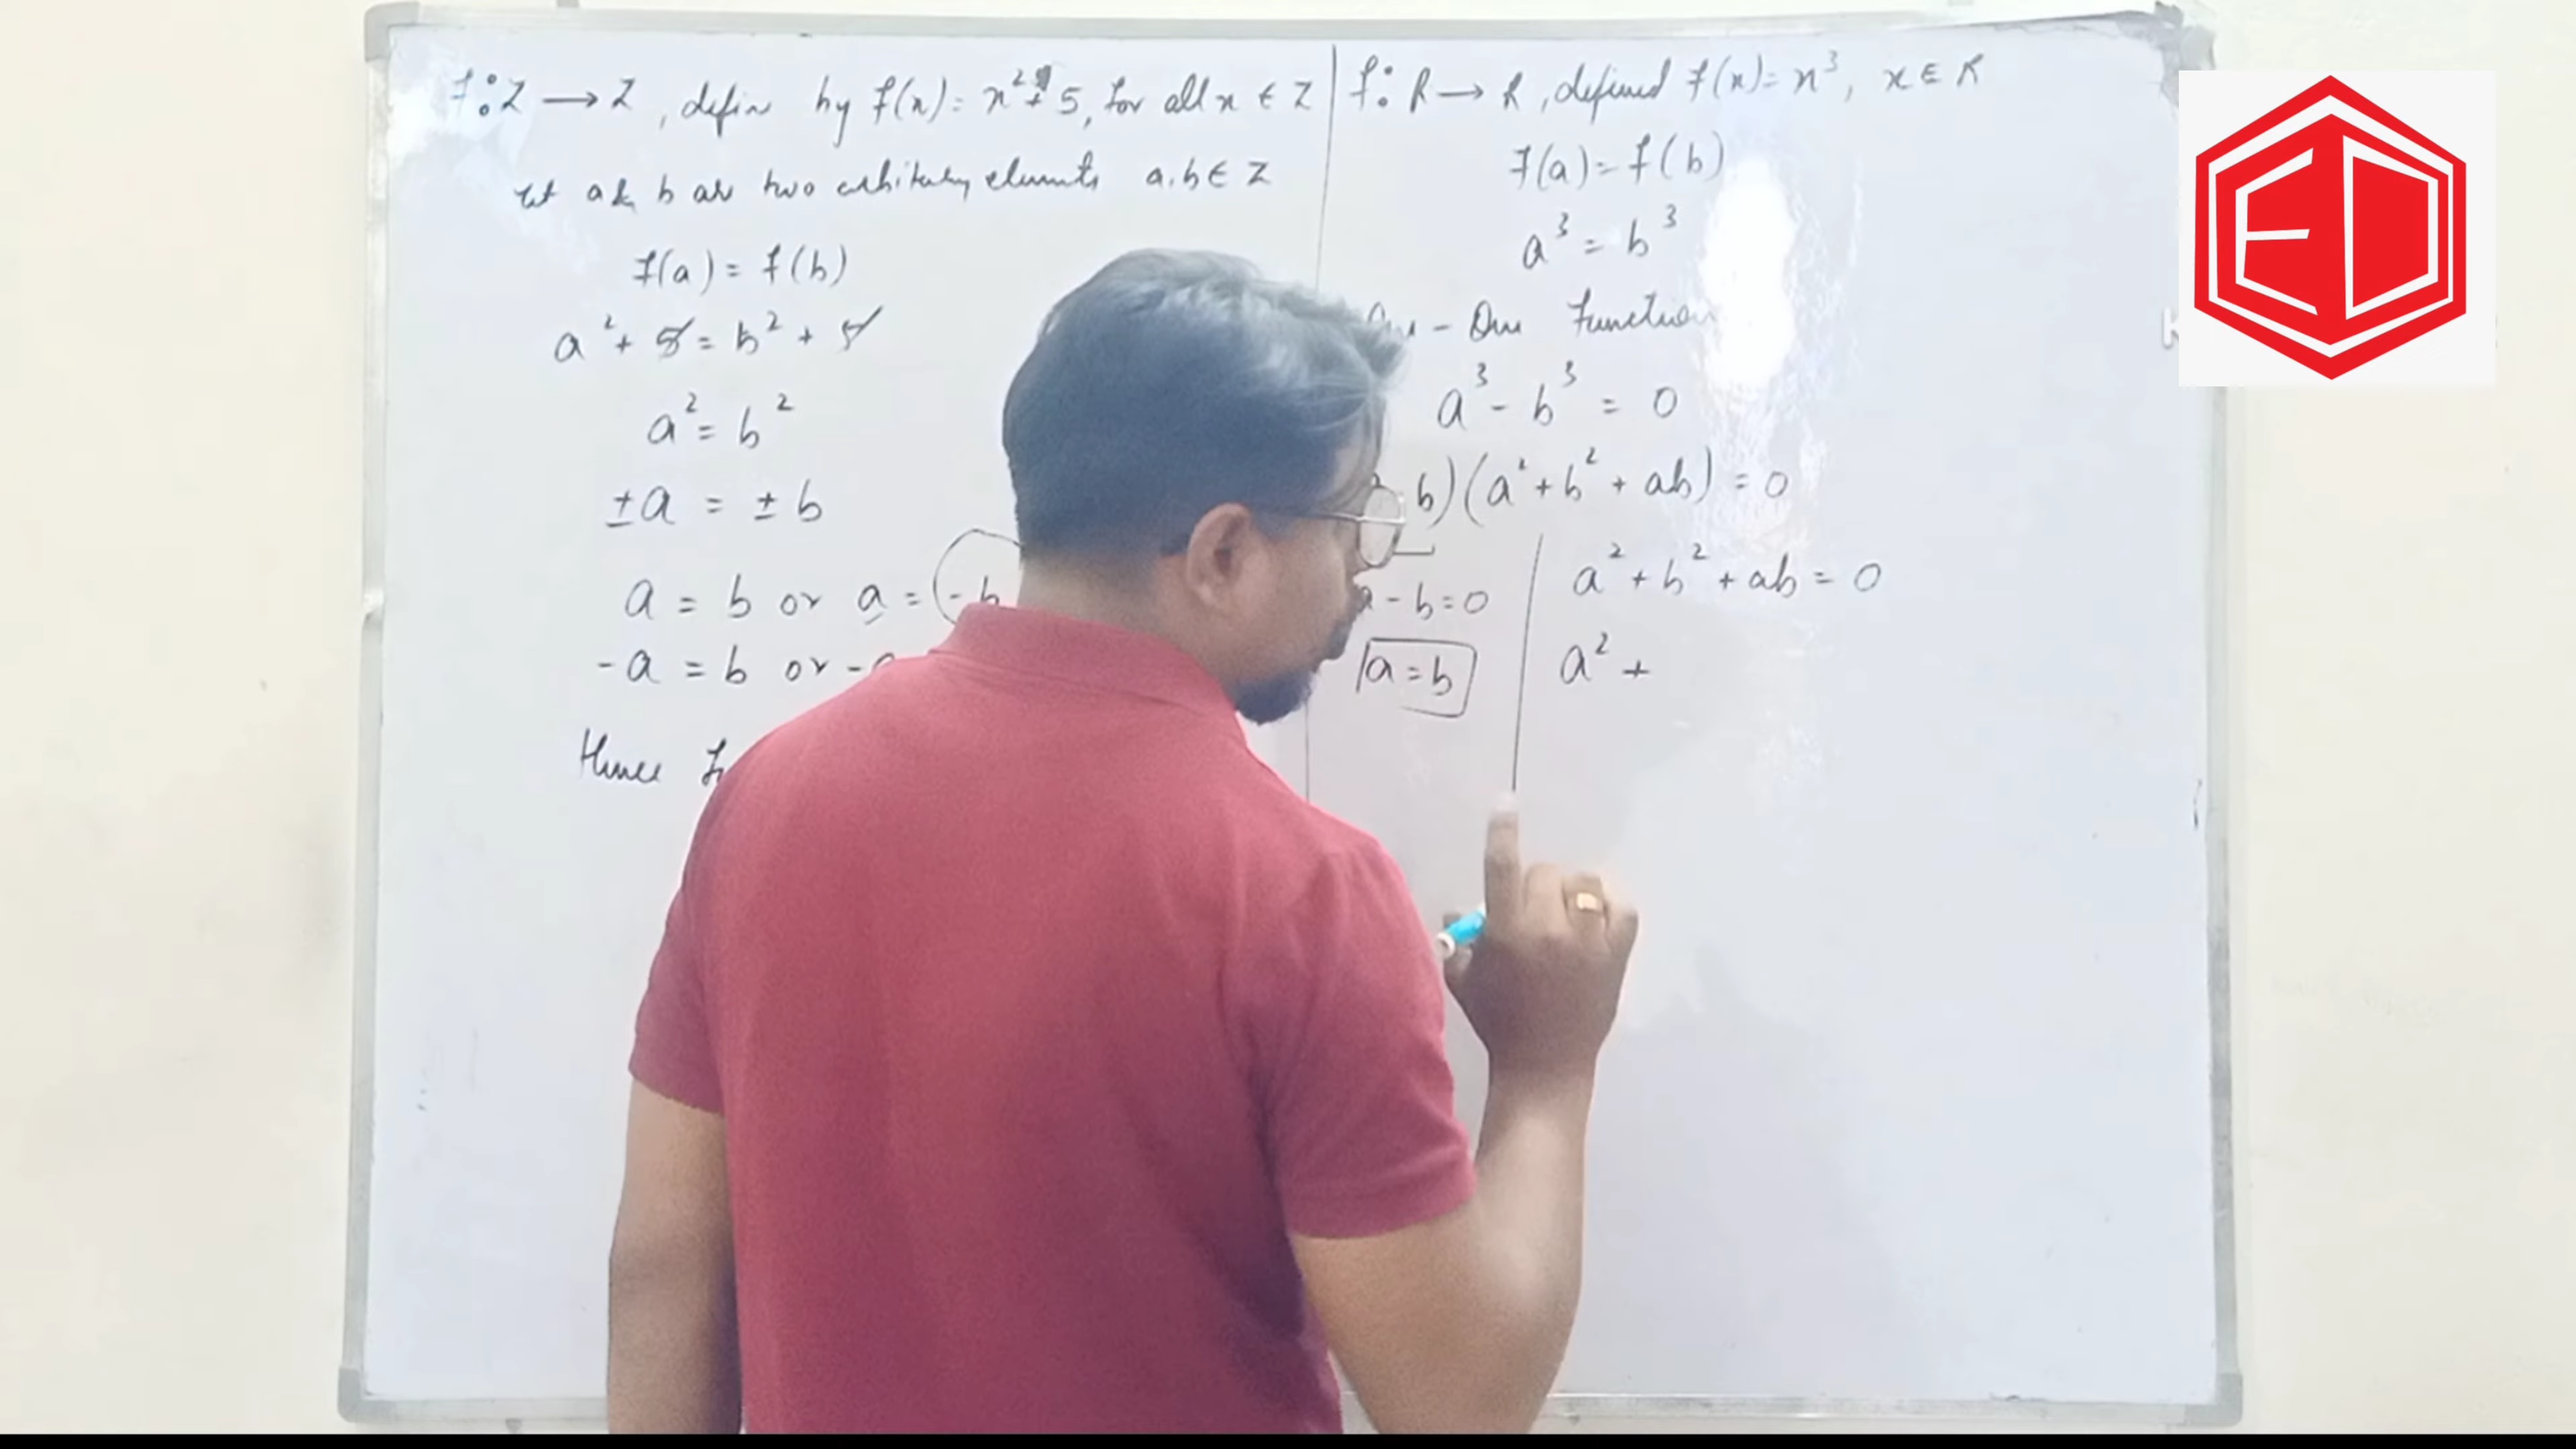 f: Z → Z, defin by f(x) = x² + 5, for all x ∈ Z
let a & b are two arbitrary elements a, b ∈ Z
f(a) = f(b)
a² + 5 = b² + 5
a² = b²
±a = ±b
a = b or a = -b
-a = b or -a
Hence
f: R → R, defined f(x) = x³, x ∈ R
f(a) = f(b)
a³ = b³
One - One Function
a³ - b³ = 0
b)(a² + b² + ab) = 0
a - b = 0
a = b
a² + b² + ab = 0
a² +
ED